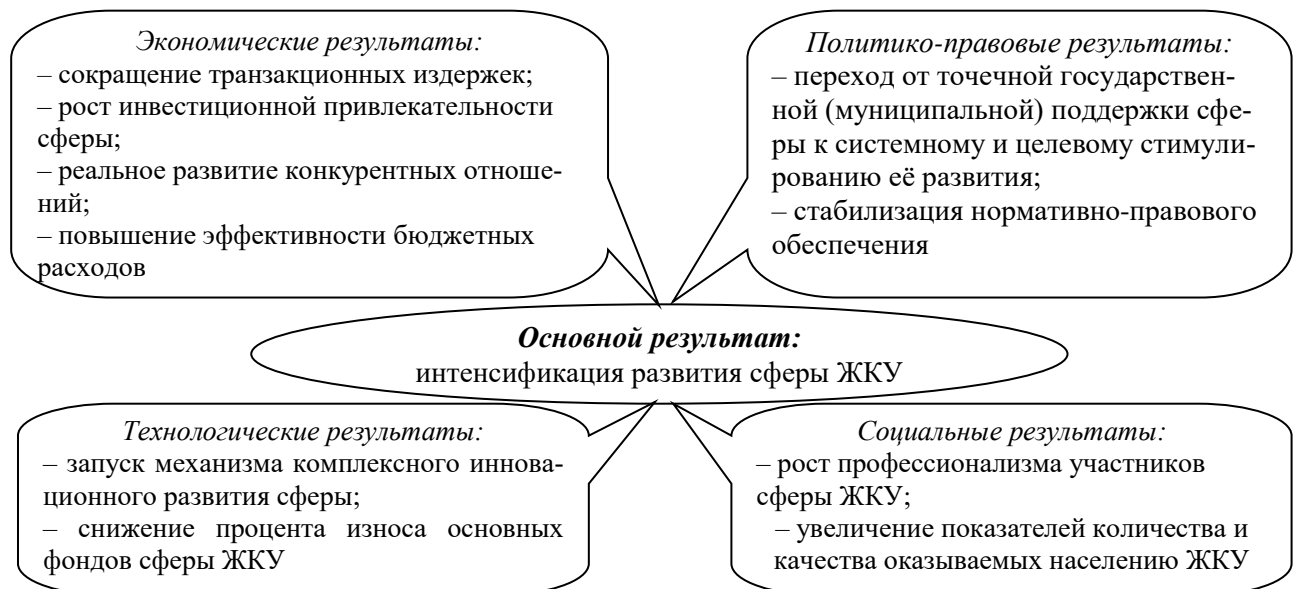 Экономические результаты:
– сокращение транзакционных издержек;
– рост инвестиционной привлекательности
сферы;
– реальное развитие конкурентных отноше-
ний;
– повышение эффективности бюджетных
расходов
Политико-правовые результаты:
– переход от точечной государствен-
ной (муниципальной) поддержки сфе-
ры к системному и целевому стимули-
рованию её развития;
– стабилизация нормативно-правового
обеспечения
Основной результат:
интенсификация развития сферы ЖКУ
Технологические результаты:
– запуск механизма комплексного иннова-
ционного развития сферы;
– снижение процента износа основных
фондов сферы ЖКУ
Социальные результаты:
– рост профессионализма участников
сферы ЖКУ;
– увеличение показателей количества и
качества оказываемых населению ЖКУ